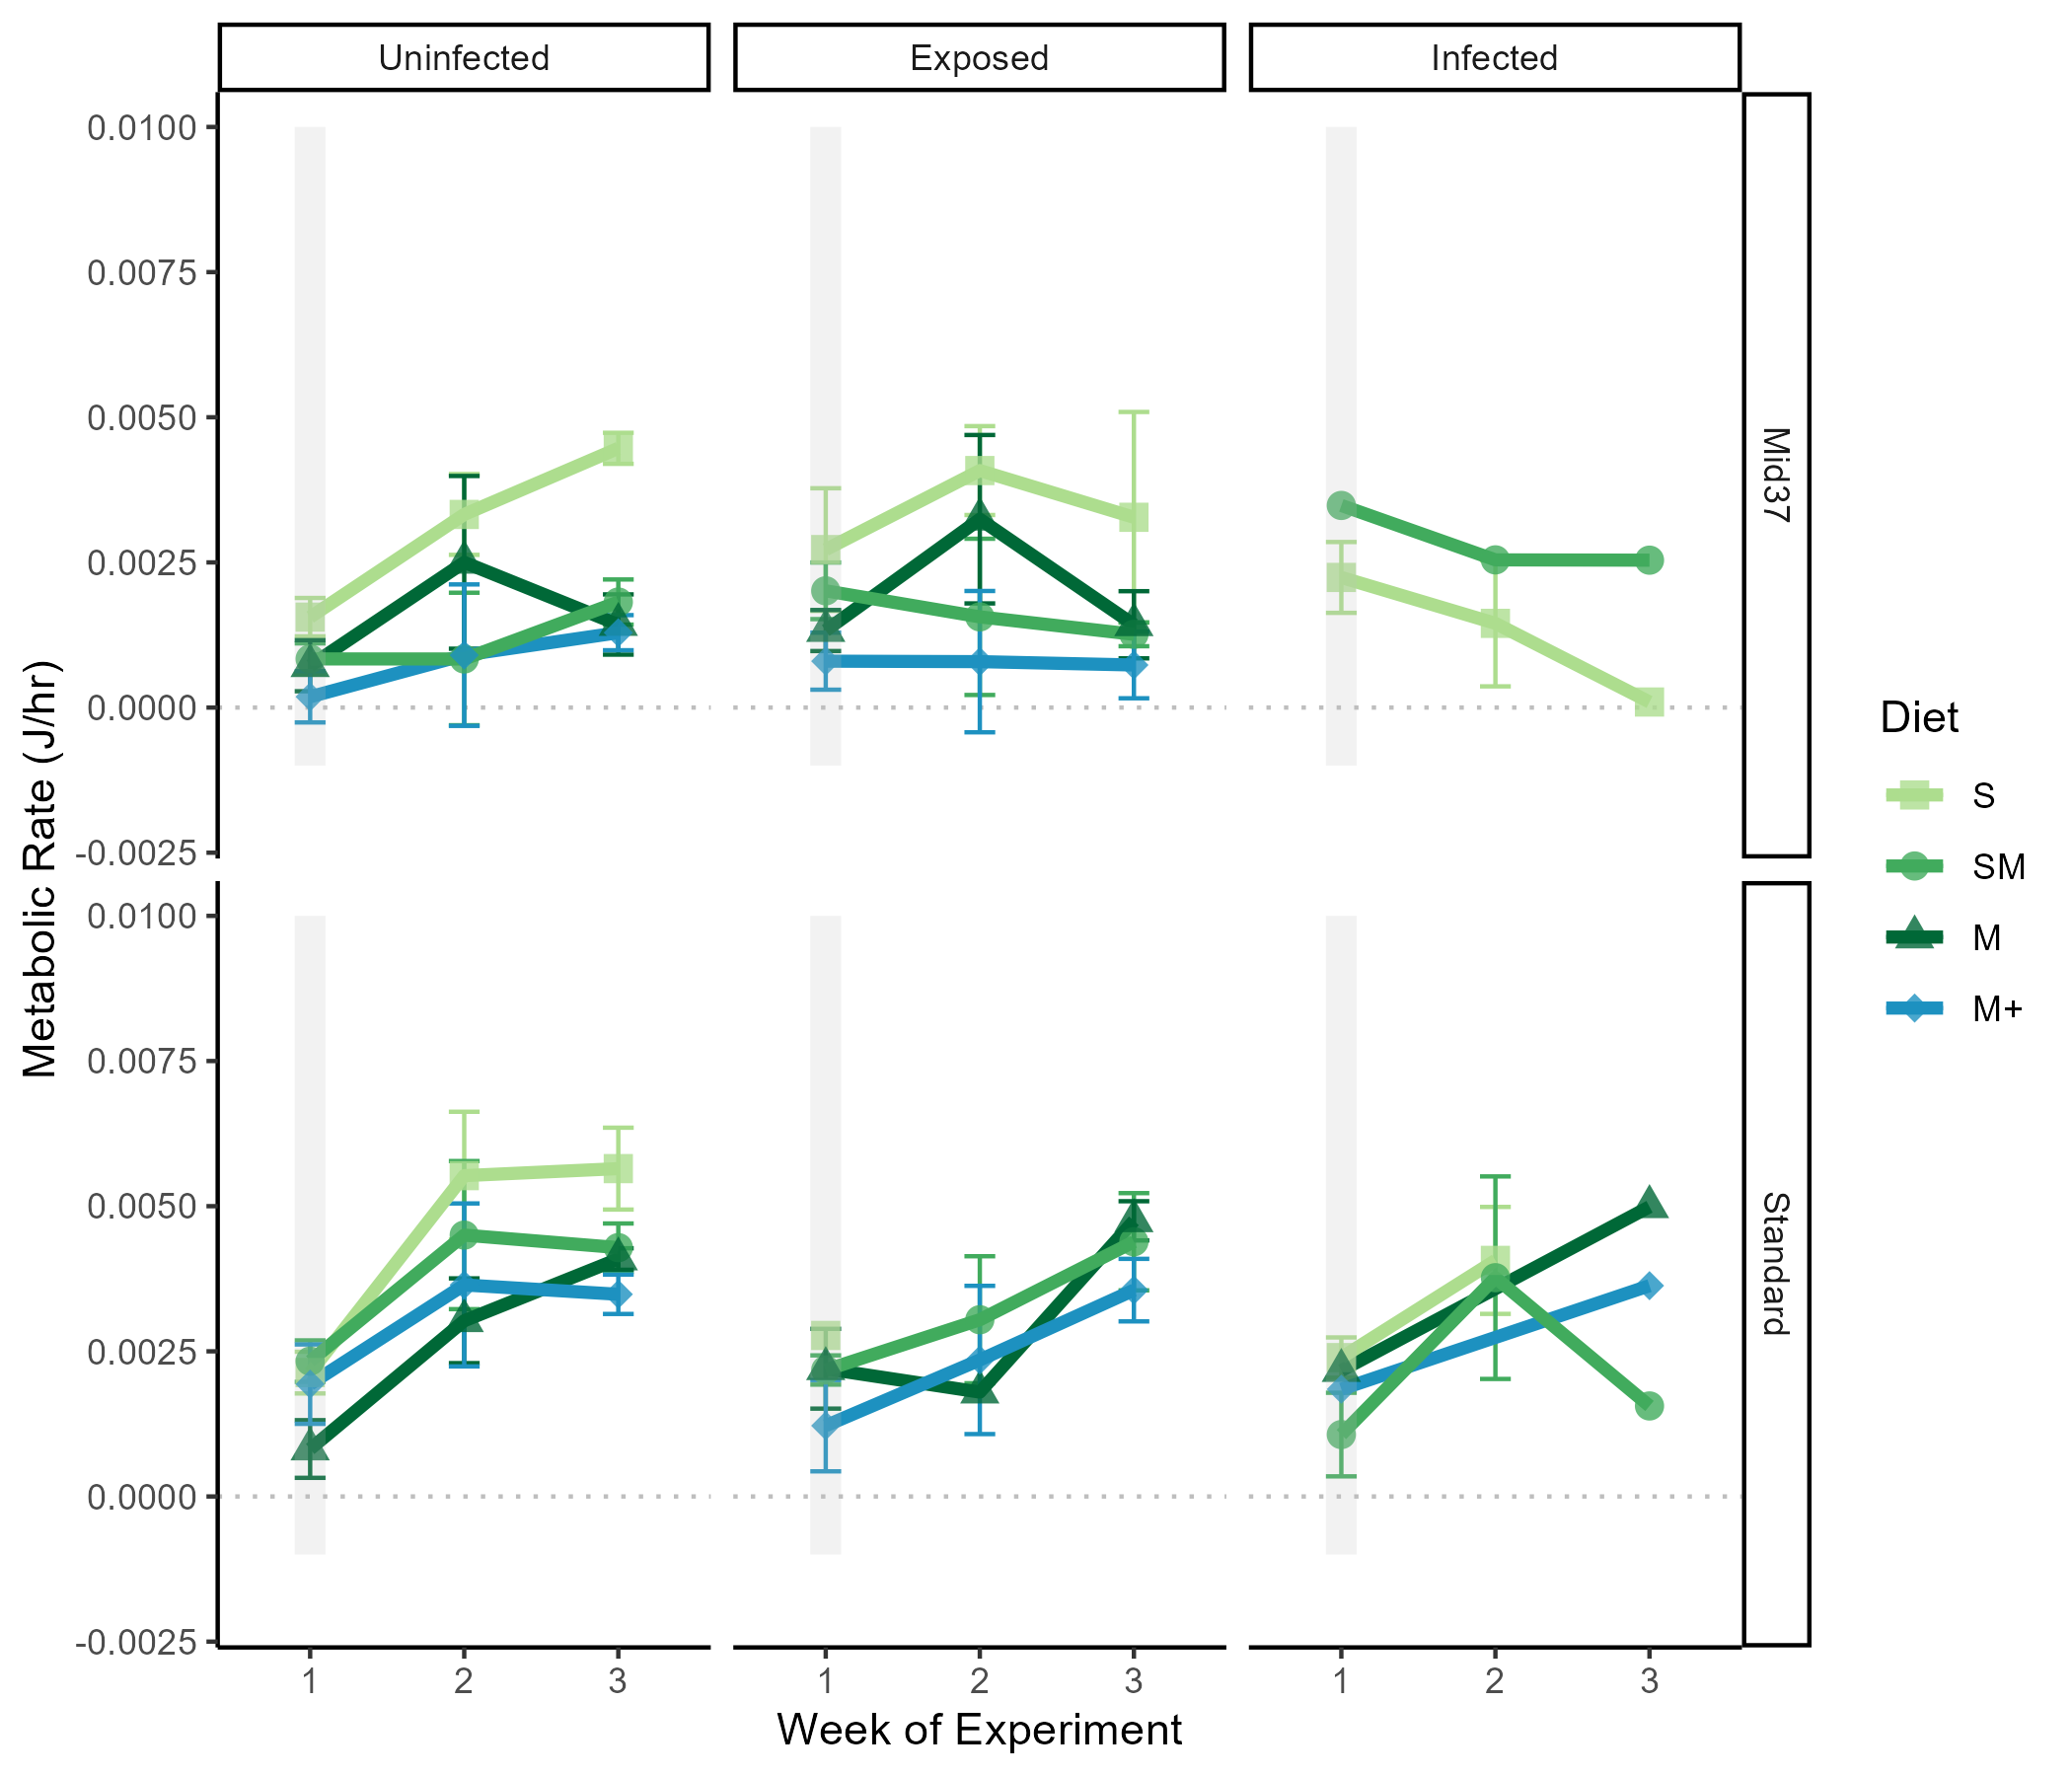 Uninfected
Exposed
Infected
0.0100
0.0075
0.0050
0.0025
0.0000
-0.0025
Mid37
0.0100
0.0075
0.0050
0.0025
0.0000
-0.0025
Standard
Metabolic Rate (J/hr)
1 2 3
1 2 3
1 2 3
Week of Experiment
Diet
S
SM
M
M+